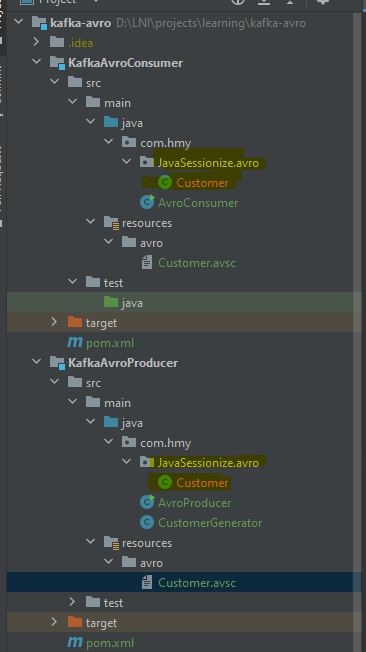 Project
kafka-avro D:\LNI\projects\learning\kafka-avro
.idea
KafkaAvroConsumer
src
main
java
com.hmy
JavaSessionize.avro
Customer
AvroConsumer
resources
avro
Customer.avsc
test
java
target
pom.xml
KafkaAvroProducer
src
main
java
com.hmy
JavaSessionize.avro
Customer
AvroProducer
CustomerGenerator
resources
avro
Customer.avsc
test
target
pom.xml